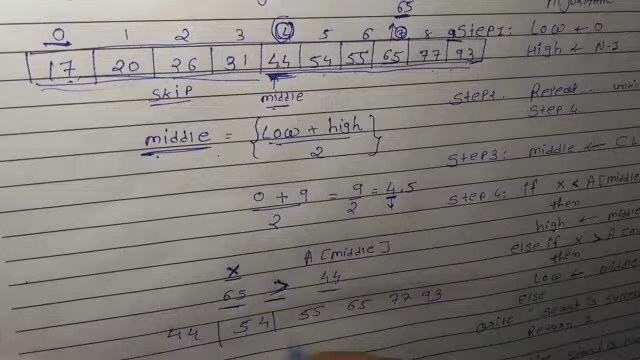 65
0 1 2 3 4 5 6 7 8 9
17 20 26 31 44 54 55 65 77 93
SKIP
middle
middle = { Low + high / 2 }
0 + 9 / 2 = 9 / 2 = 4.5
A [middle]
x
65 > 44
44 54 55 65 77 93
Step1: Low ← 0
High ← N-1
Step2: Repeat
Step 4
Step3: middle ←
Step 4: if x < A[middle
then
high ← middle
else if x > A
then
Low ← middle
Else
write "Search is